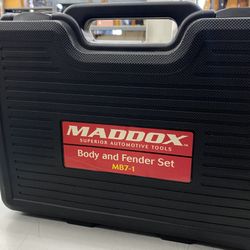 MADDOX
SUPERIOR AUTOMOTIVE TOOLS
Body and Fender Set
MB7-1